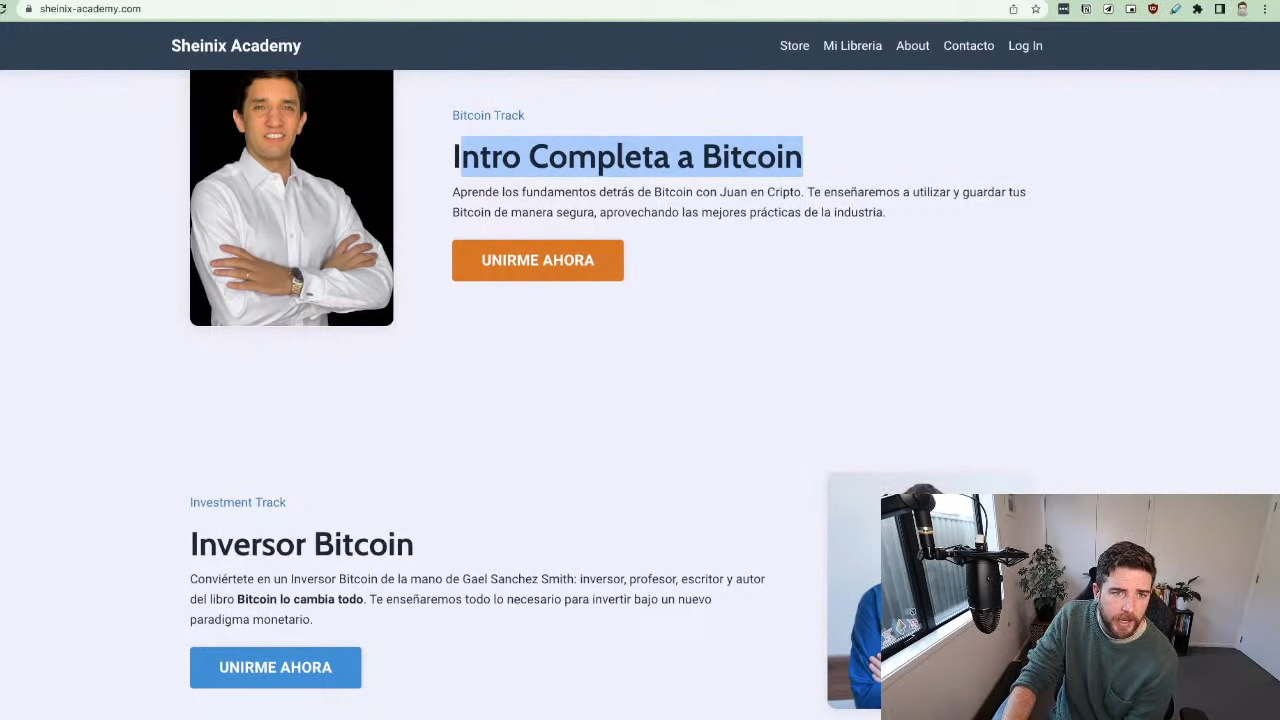 sheinix-academy.com
Sheinix Academy
Store
Mi Libreria
About
Contacto
Log In
Bitcoin Track
Intro Completa a Bitcoin
Aprende los fundamentos detrás de Bitcoin con Juan en Cripto. Te enseñaremos a utilizar y guardar tus
Bitcoin de manera segura, aprovechando las mejores prácticas de la industria.
UNIRME AHORA
Investment Track
Inversor Bitcoin
Conviértete en un Inversor Bitcoin de la mano de Gael Sanchez Smith: inversor, profesor, escritor y autor
del libro Bitcoin lo cambia todo. Te enseñaremos todo lo necesario para invertir bajo un nuevo
paradigma monetario.
UNIRME AHORA